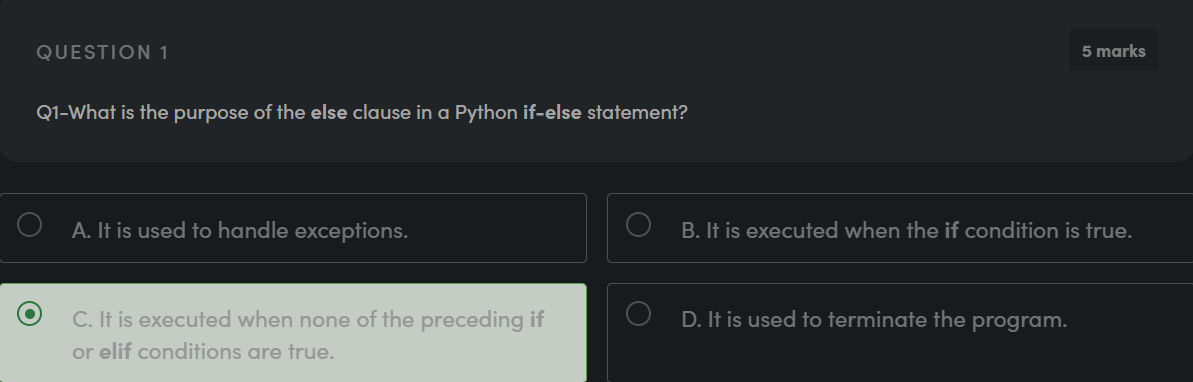 QUESTION 1
5 marks
Q1-What is the purpose of the else clause in a Python if-else statement?
A. It is used to handle exceptions.
B. It is executed when the if condition is true.
C. It is executed when none of the preceding if
or elif conditions are true.
D. It is used to terminate the program.